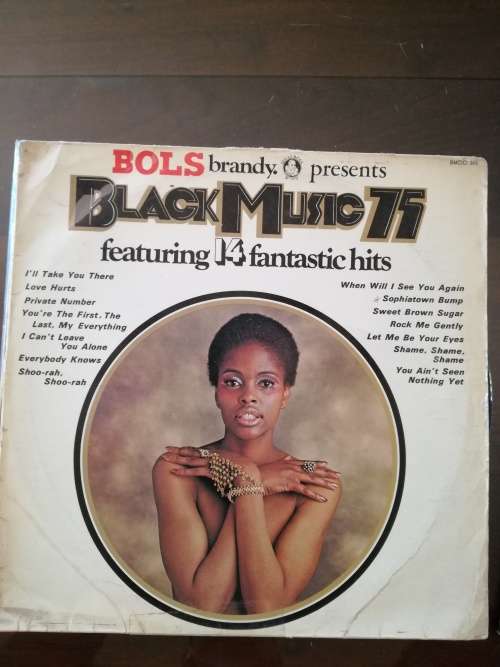 BOLS brandy. presents
BLACK MUSIC 75
featuring 14 fantastic hits
I'll Take You There
Love Hurts
Private Number
You're The First, The
Last, My Everything
I Can't Leave
You Alone
Everybody Knows
Shoo-rah,
Shoo-rah
When Will I See You Again
Sophiatown Bump
Sweet Brown Sugar
Rock Me Gently
Let Me Be Your Eyes
Shame, Shame,
Shame
You Ain't Seen
Nothing Yet